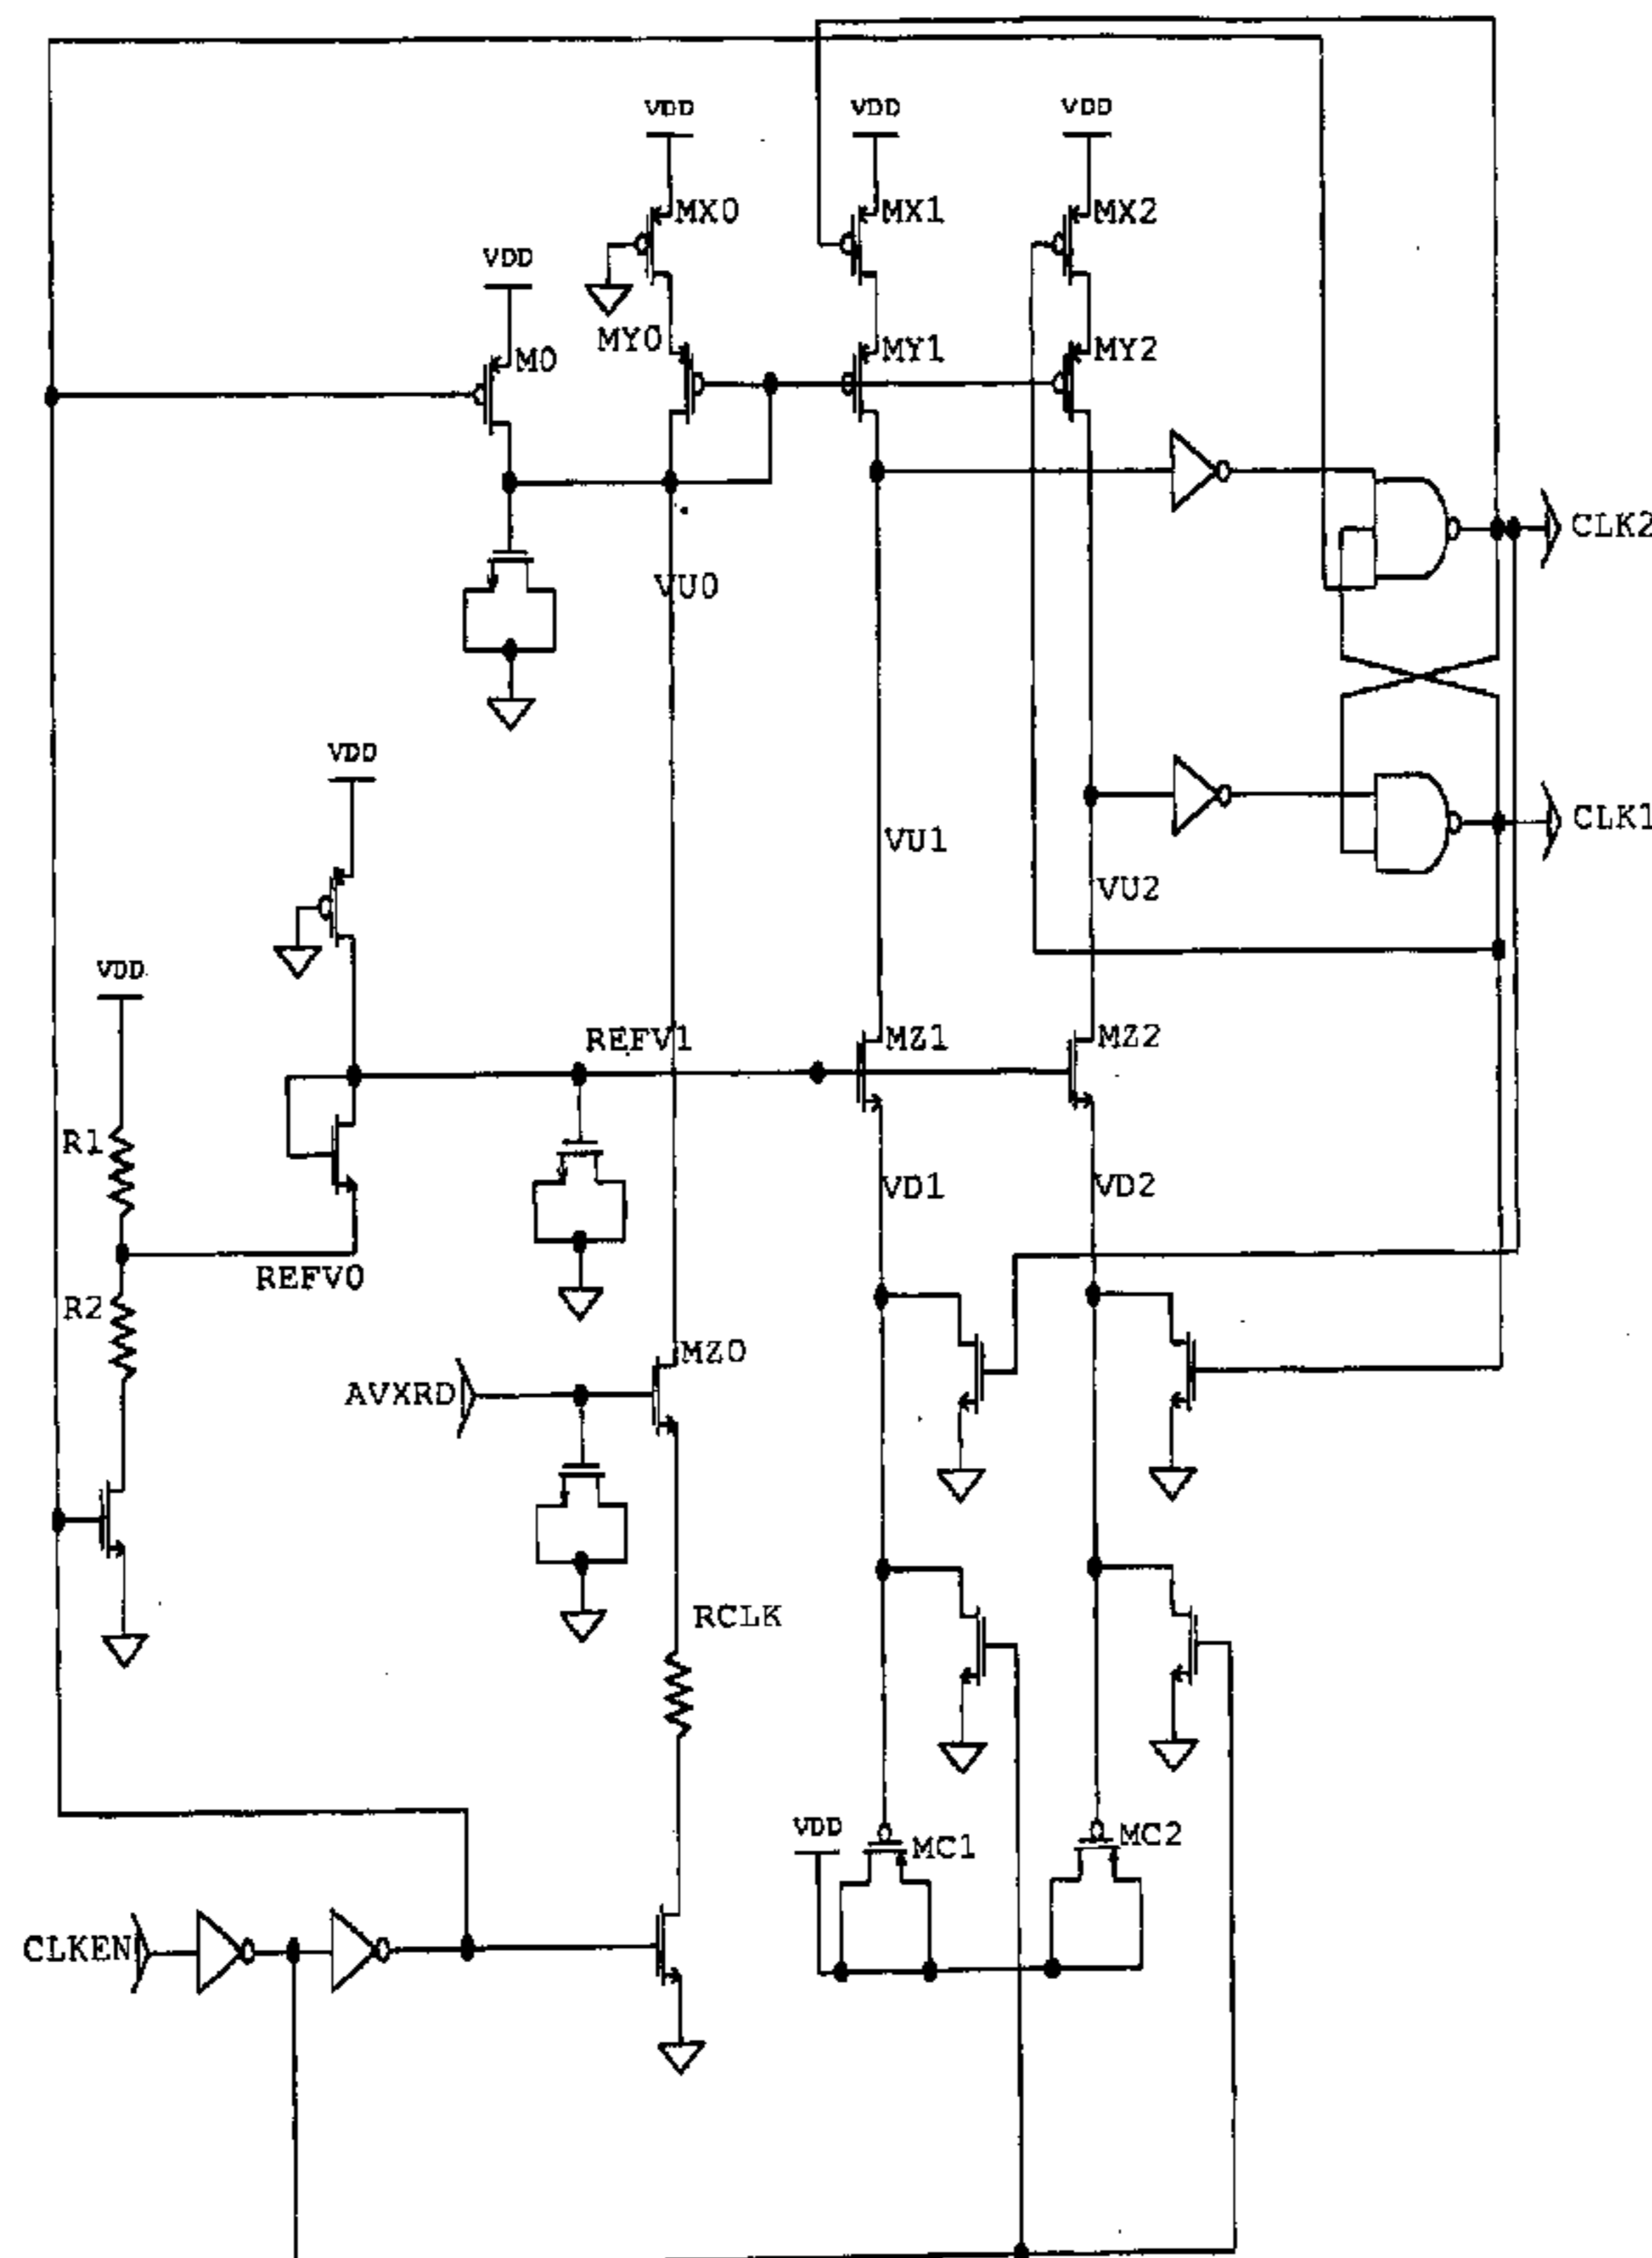 VDD
VDD
VDD
MX0
MX1
MX2
VDD
M0
MY0
MY1
MY2
CLK2
VU0
VDD
CLK1
VU1
VU2
VDD
REFV1
MZ1
MZ2
R1
VD1
VD2
REFV0
R2
MZ0
AVXRD
RCLK
VDD
MC1
MC2
CLKEN